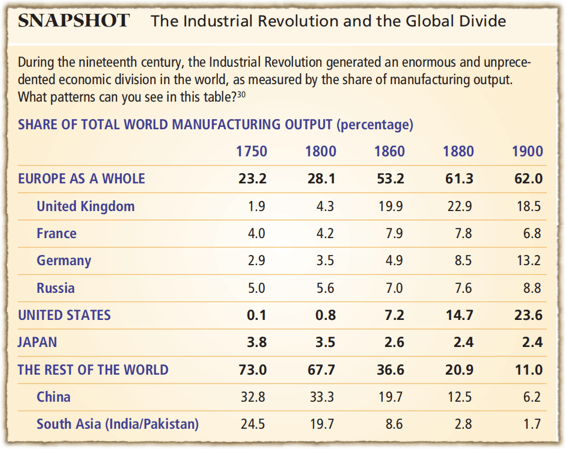 SNAPSHOT The Industrial Revolution and the Global Divide
During the nineteenth century, the Industrial Revolution generated an enormous and unprece-
dented economic division in the world, as measured by the share of manufacturing output.
What patterns can you see in this table?30
SHARE OF TOTAL WORLD MANUFACTURING OUTPUT (percentage)
1750 1800 1860 1880 1900
EUROPE AS A WHOLE 23.2 28.1 53.2 61.3 62.0
United Kingdom 1.9 4.3 19.9 22.9 18.5
France 4.0 4.2 7.9 7.8 6.8
Germany 2.9 3.5 4.9 8.5 13.2
Russia 5.0 5.6 7.0 7.6 8.8
UNITED STATES 0.1 0.8 7.2 14.7 23.6
JAPAN 3.8 3.5 2.6 2.4 2.4
THE REST OF THE WORLD 73.0 67.7 36.6 20.9 11.0
China 32.8 33.3 19.7 12.5 6.2
South Asia (India/Pakistan) 24.5 19.7 8.6 2.8 1.7